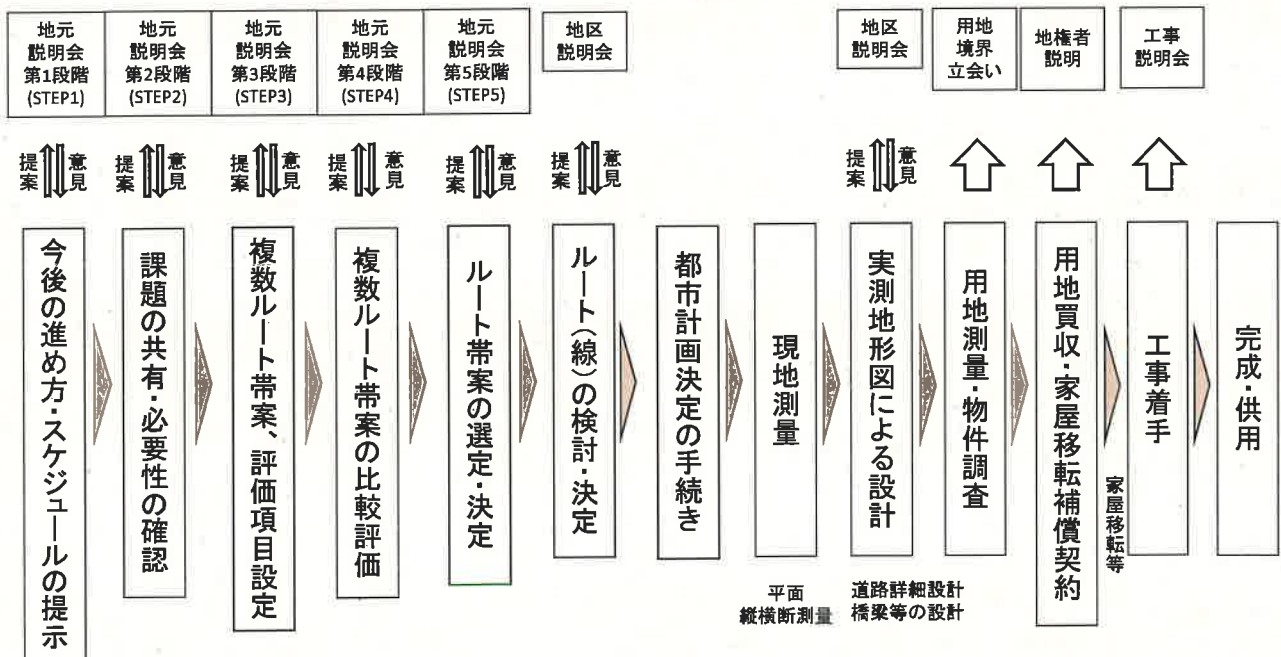 地元
説明会
第1段階
(STEP1)
地元
説明会
第2段階
(STEP2)
地元
説明会
第3段階
(STEP3)
地元
説明会
第4段階
(STEP4)
地元
説明会
第5段階
(STEP5)
地区
説明会
地区
説明会
用地
境界
立会い
地権者
説明
工事
説明会
提案
意見
提案
意見
提案
意見
提案
意見
提案
意見
提案
意見
提案
意見
今後の進め方・スケジュールの提示
課題の共有・必要性の確認
複数ルート帯案、評価項目設定
複数ルート帯案の比較評価
ルート帯案の選定・決定
ルート(線)の検討・決定
都市計画決定の手続き
現地測量
実測地形図による設計
用地測量・物件調査
用地買収・家屋移転補償契約
家屋移転等
工事着手
完成・供用
平面
縦横断測量
道路詳細設計
橋梁等の設計